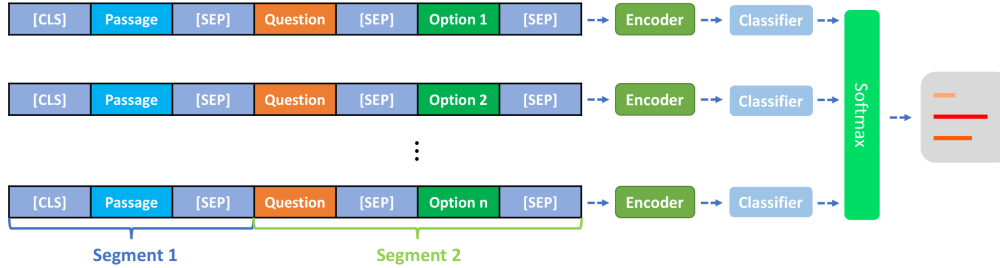 [CLS] Passage [SEP] Question [SEP] Option 1 [SEP] Encoder Classifier
[CLS] Passage [SEP] Question [SEP] Option 2 [SEP] Encoder Classifier
Softmax
[CLS] Passage [SEP] Question [SEP] Option n [SEP] Encoder Classifier
Segment 1 Segment 2